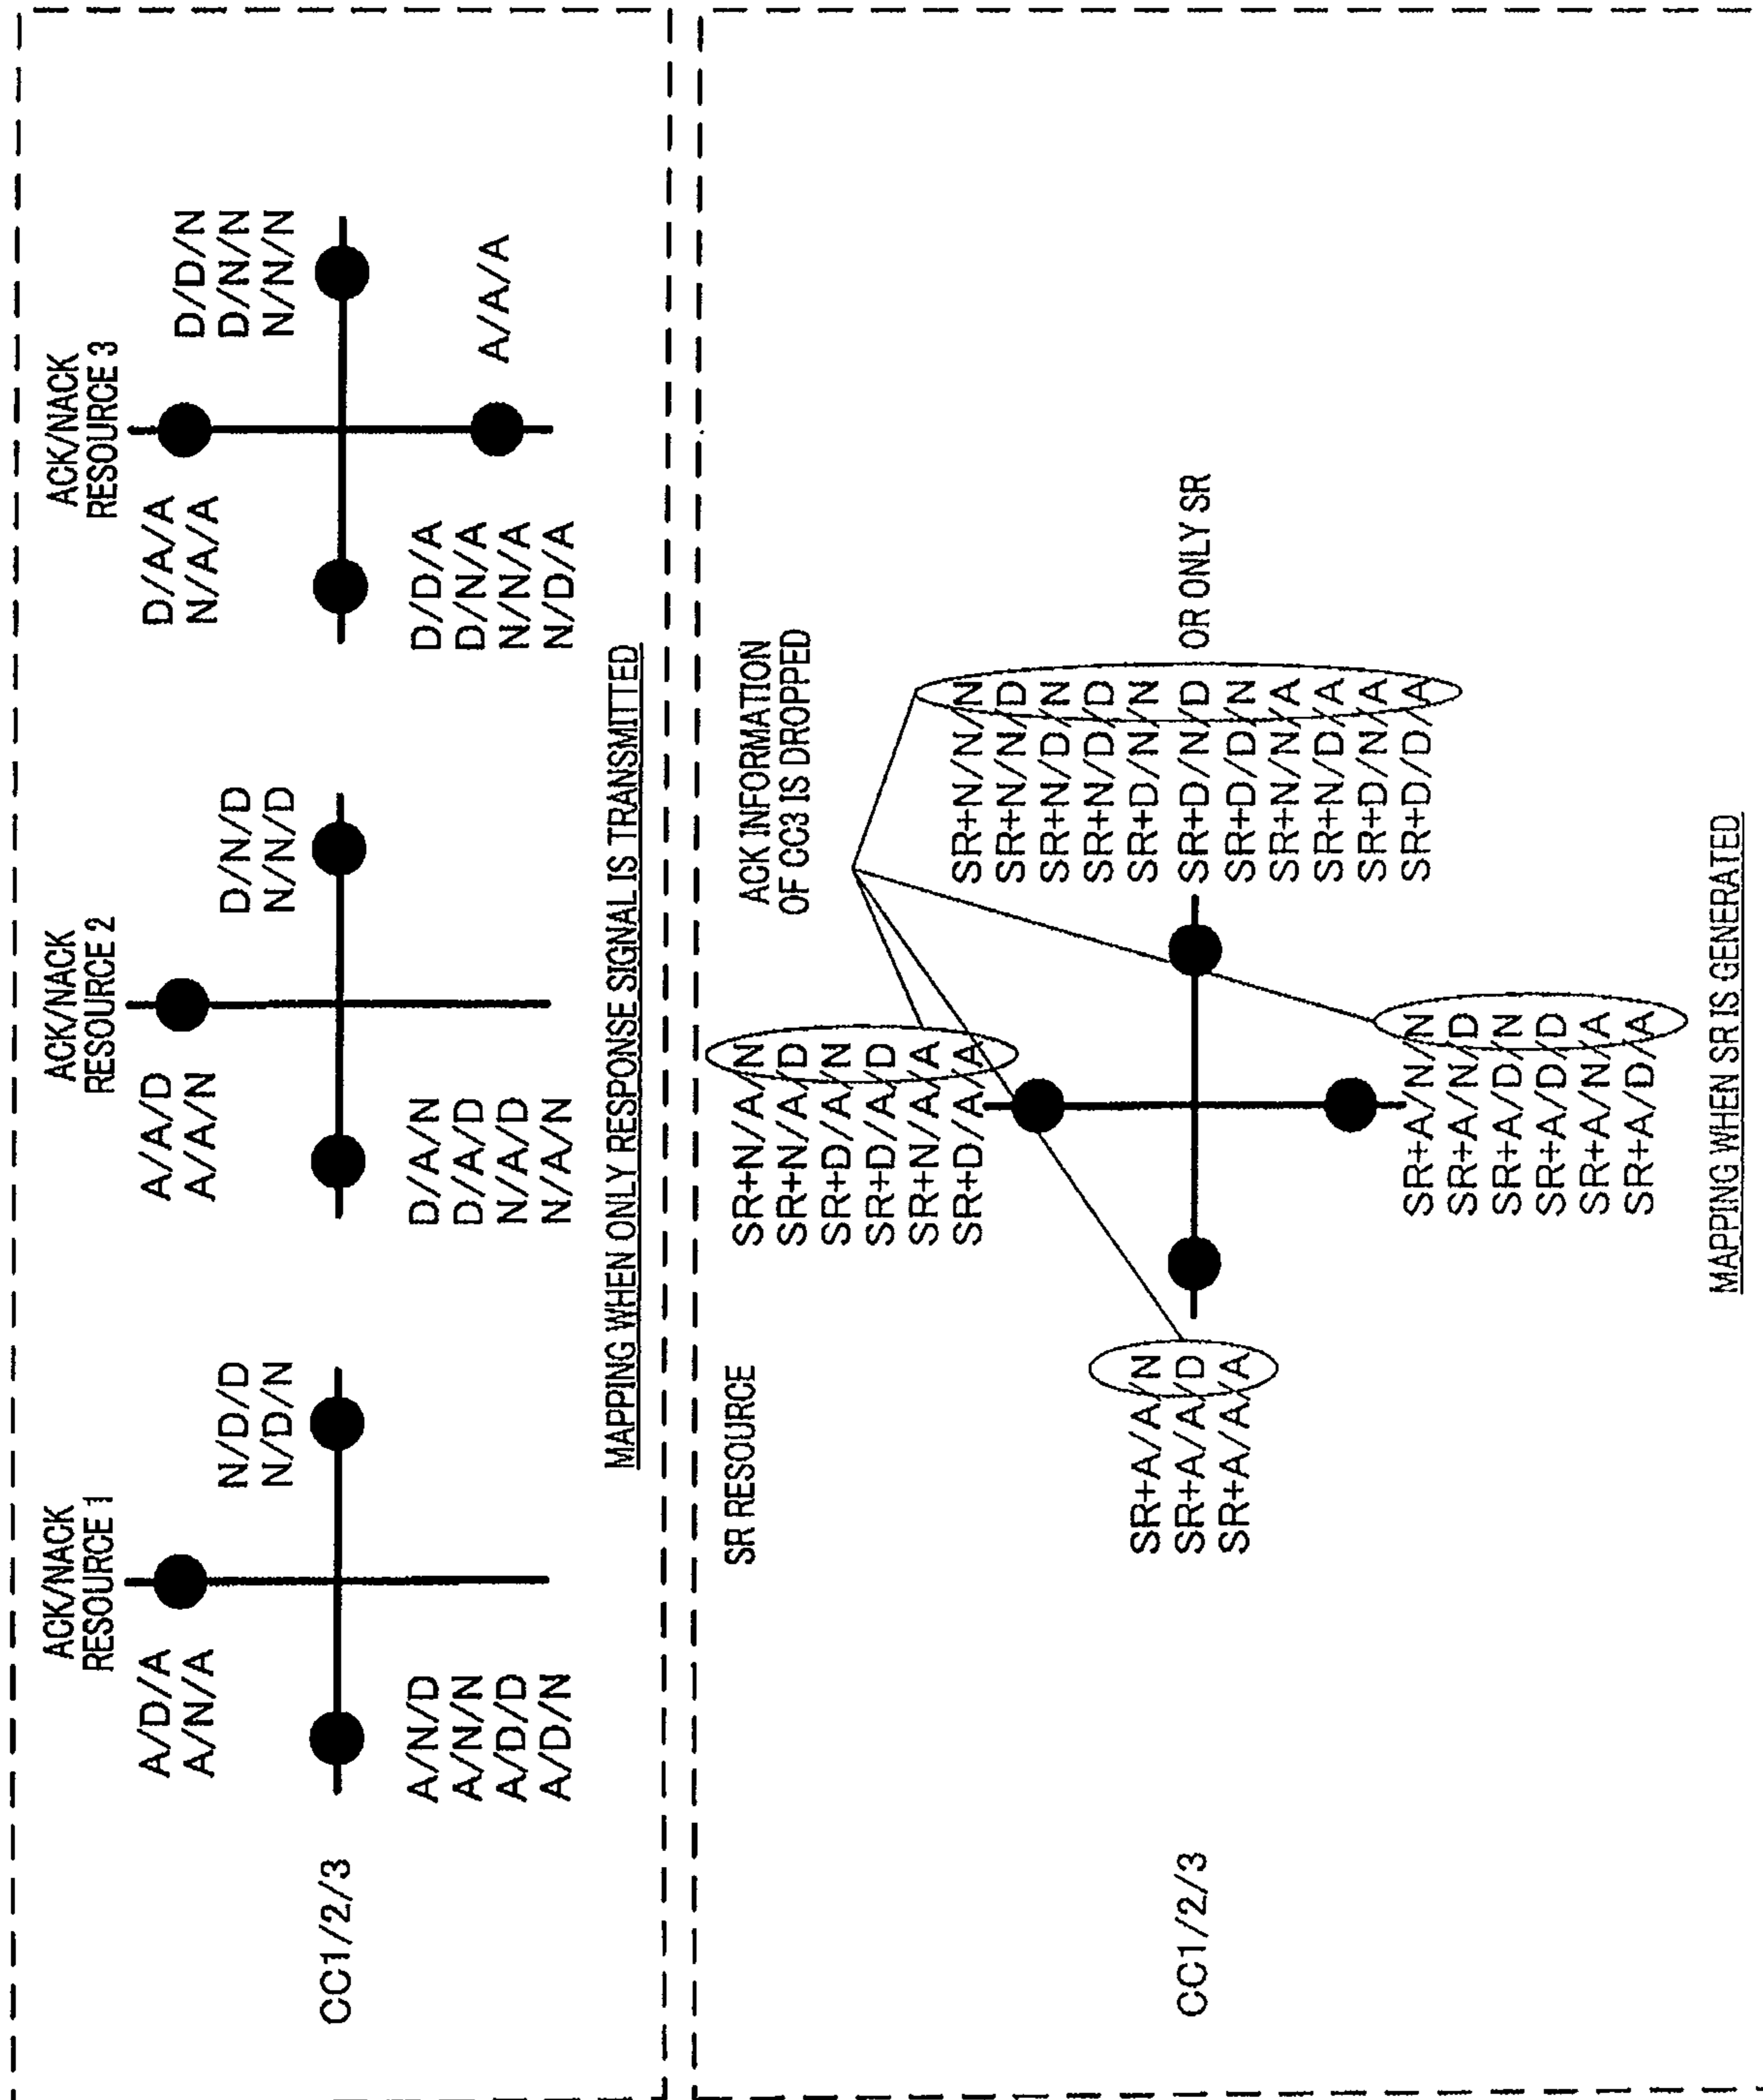 ACK/NACK
RESOURCE 1
A/D/A
A/N/A
N/D/D
N/D/N
A/N/D
A/N/N
A/D/D
A/D/N
ACK/NACK
RESOURCE 2
A/A/D
A/A/N
D/N/D
N/N/D
D/A/N
D/A/D
N/A/D
N/A/N
ACK/NACK
RESOURCE 3
D/A/A
N/A/A
D/D/N
D/N/N
N/N/N
D/D/A
D/N/A
N/N/A
N/D/A
A/A/A
CC1/2/3
MAPPING WHEN ONLY RESPONSE SIGNAL IS TRANSMITTED
SR RESOURCE
SR+N/A/N
SR+N/A/D
SR+D/A/N
SR+D/A/D
SR+N/A/A
SR+D/A/A
ACK INFORMATION
OF CC3 IS DROPPED
SR+N/N/N
SR+N/N/D
SR+N/D/N
SR+N/D/D
SR+D/N/N
SR+D/N/D
SR+D/D/N
SR+N/N/A
SR+N/D/A
SR+D/N/A
SR+D/D/A
OR ONLY SR
SR+A/A/N
SR+A/A/D
SR+A/A/A
CC1/2/3
SR+A/N/N
SR+A/N/D
SR+A/D/N
SR+A/D/D
SR+A/N/A
SR+A/D/A
MAPPING WHEN SR IS GENERATED